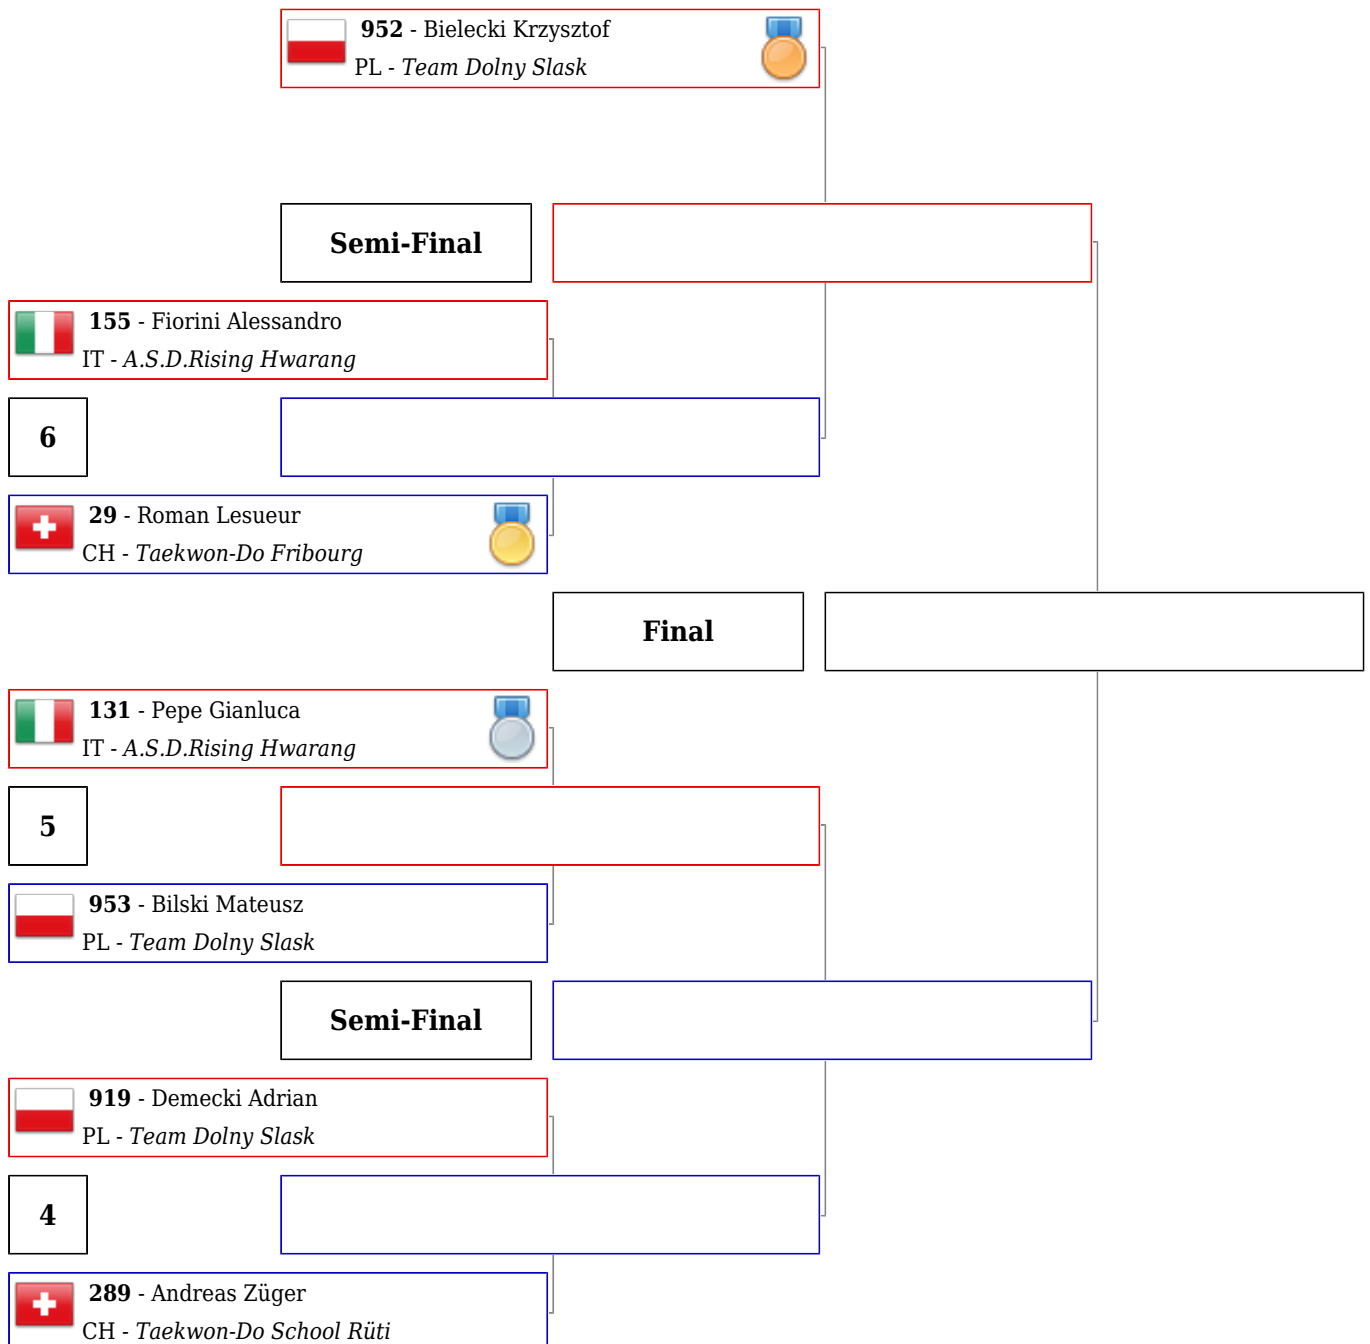 952 - Bielecki Krzysztof
PL - Team Dolny Slask
Semi-Final
155 - Fiorini Alessandro
IT - A.S.D.Rising Hwarang
6
29 - Roman Lesueur
CH - Taekwon-Do Fribourg
Final
131 - Pepe Gianluca
IT - A.S.D.Rising Hwarang
5
953 - Bilski Mateusz
PL - Team Dolny Slask
Semi-Final
919 - Demecki Adrian
PL - Team Dolny Slask
4
289 - Andreas Züger
CH - Taekwon-Do School Rüti